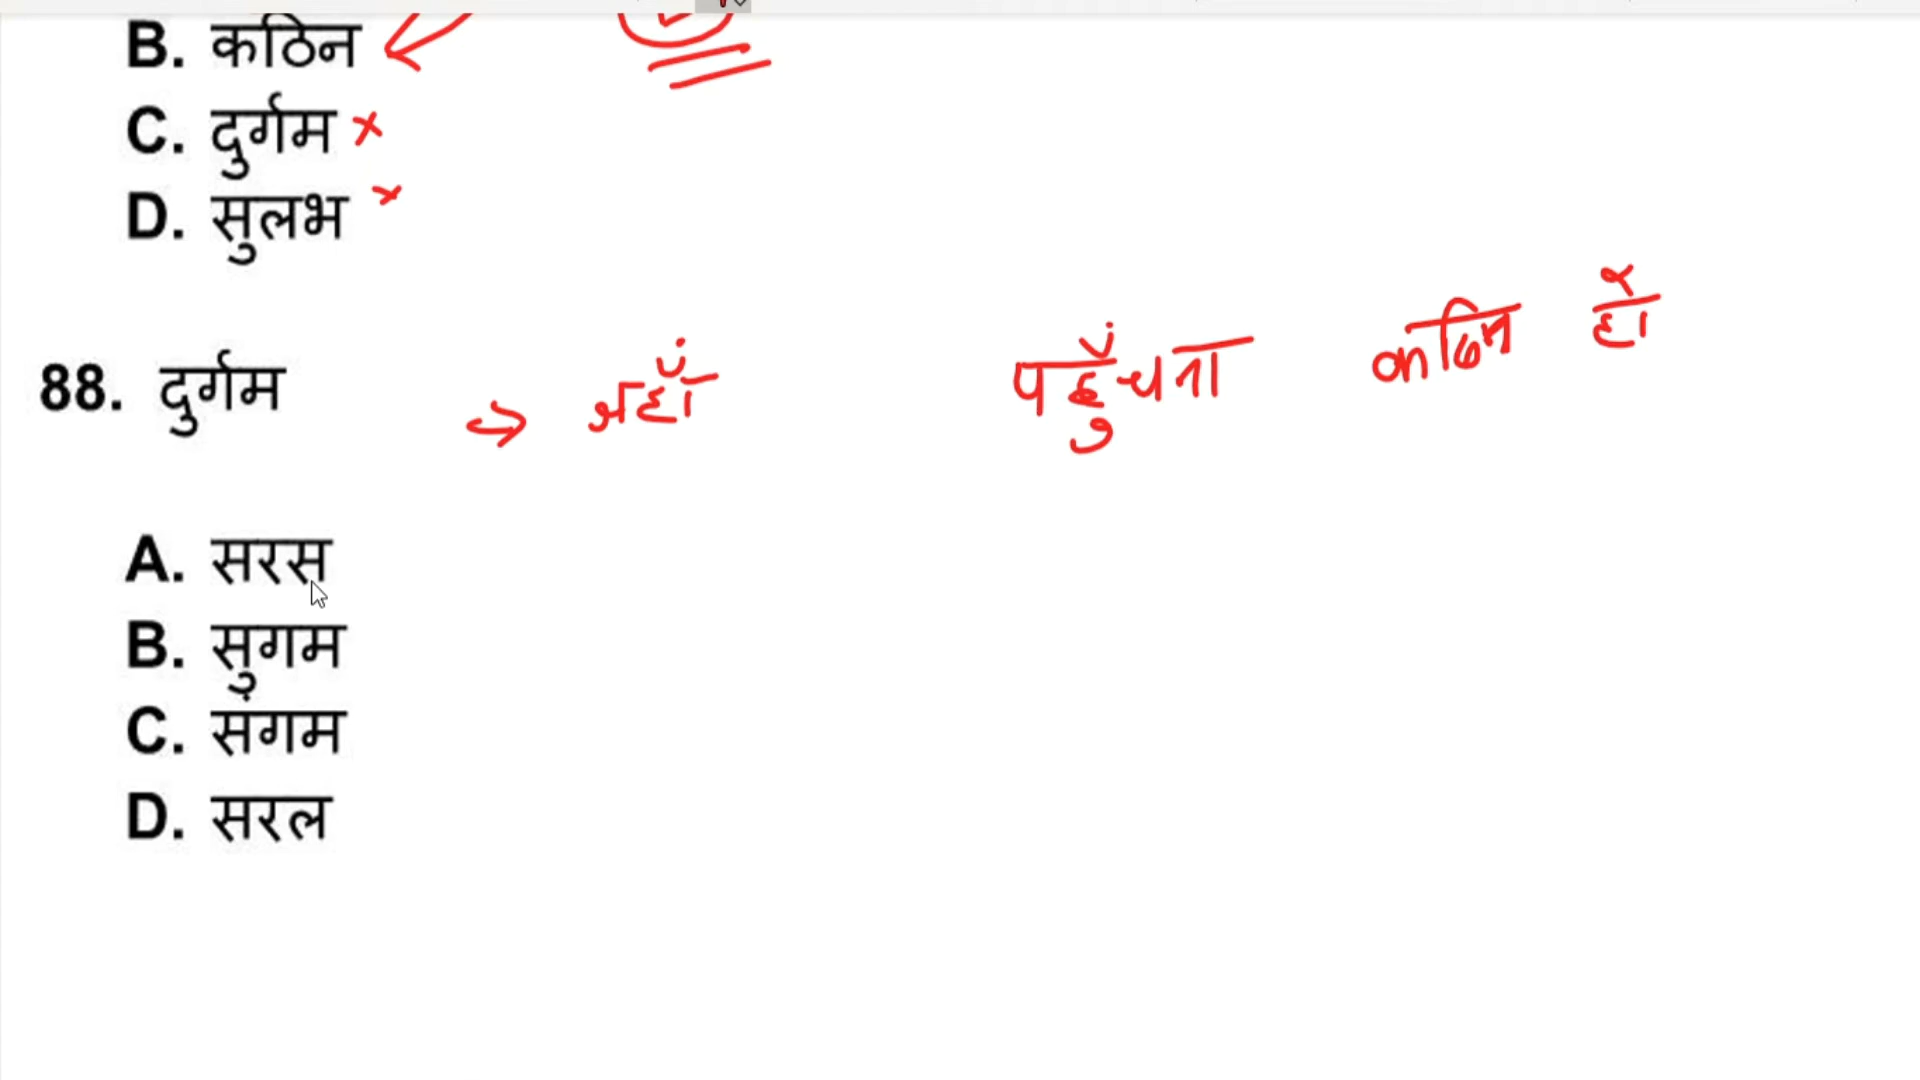 B. कठिन
C. दुर्गम ×
D. सुलभ ×
88. दुर्गम → जहाँ पहुँचना कठिन हो
A. सरस
B. सुगम
C. संगम
D. सरल